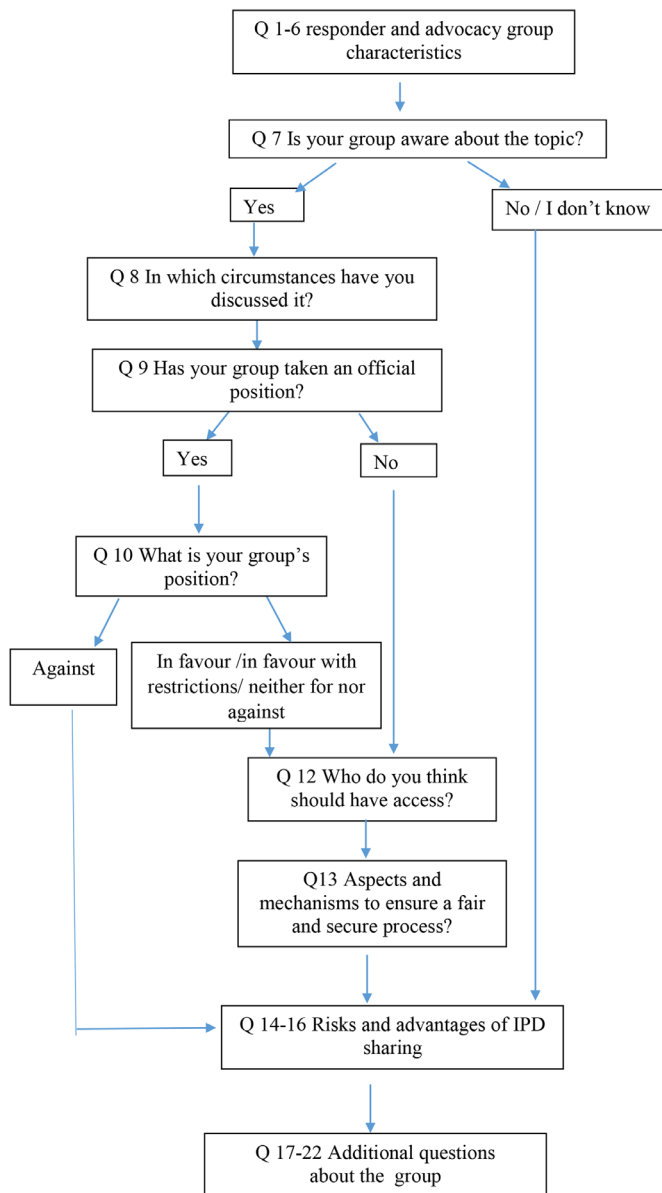 Q 1-6 responder and advocacy group
characteristics
Q 7 Is your group aware about the topic?
Yes
No / I don’t know
Q 8 In which circumstances have you
discussed it?
Q 9 Has your group taken an official
position?
Yes
No
Q 10 What is your group’s
position?
Against
In favour /in favour with
restrictions/ neither for nor
against
Q 12 Who do you think
should have access?
Q13 Aspects and
mechanisms to ensure a fair
and secure process?
Q 14-16 Risks and advantages of IPD
sharing
Q 17-22 Additional questions
about the group